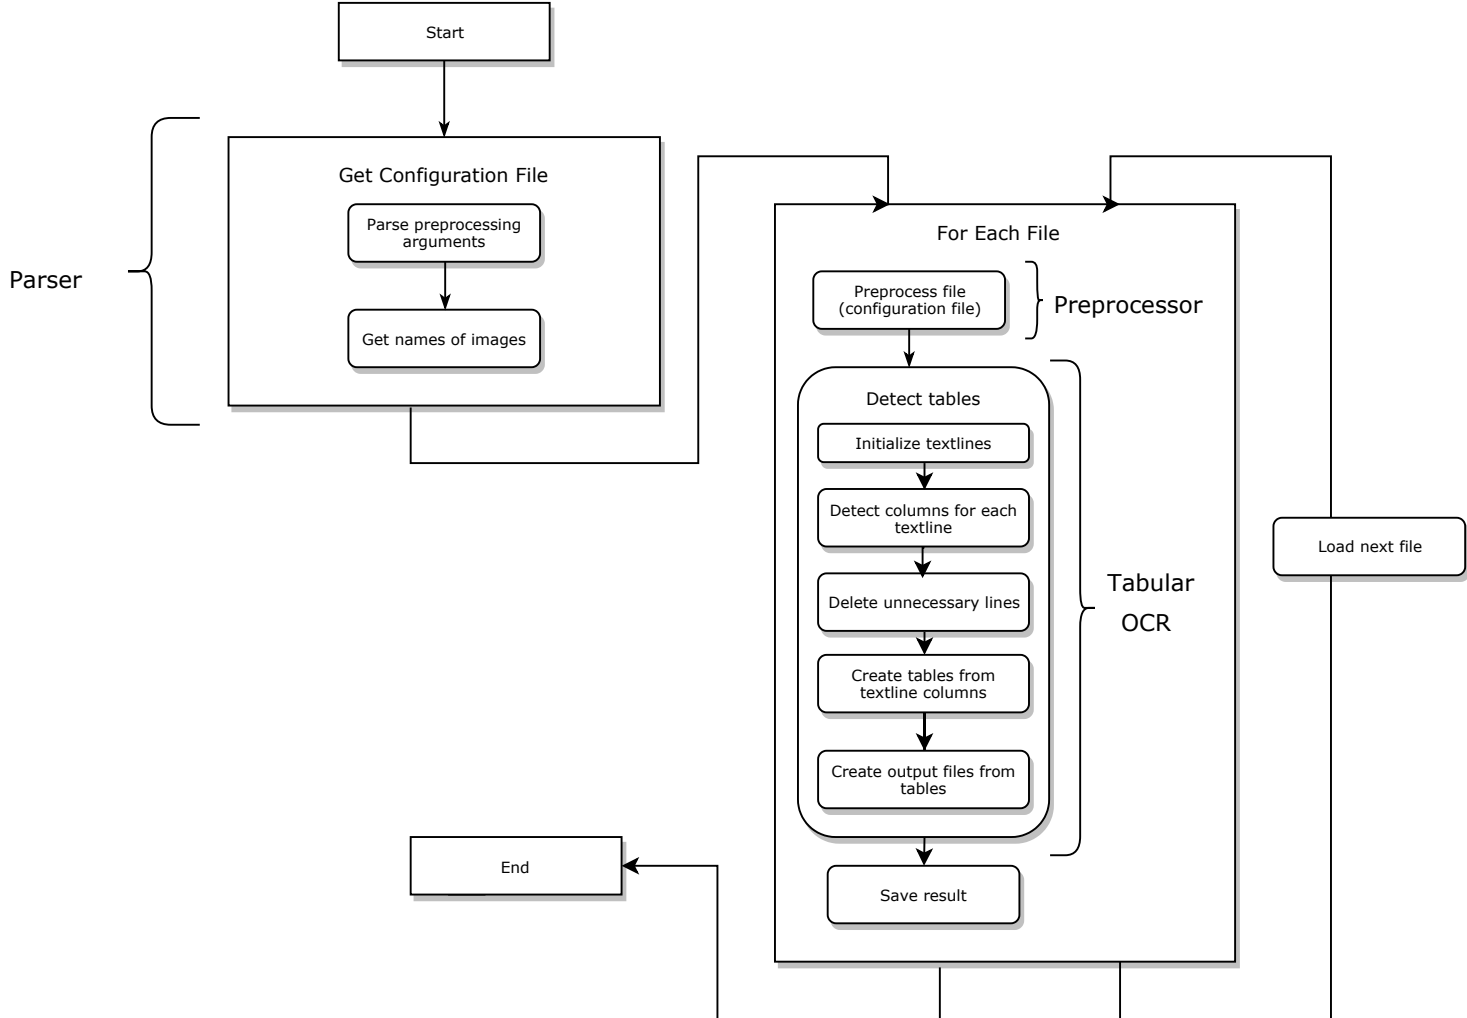 Start
Get Configuration File
Parse preprocessing
arguments
Get names of images
Parser
For Each File
Preprocess file
(configuration file)
Preprocessor
Detect tables
Initialize textlines
Detect columns for each
textline
Delete unnecessary lines
Create tables from
textline columns
Create output files from
tables
Tabular
OCR
Load next file
Save result
End